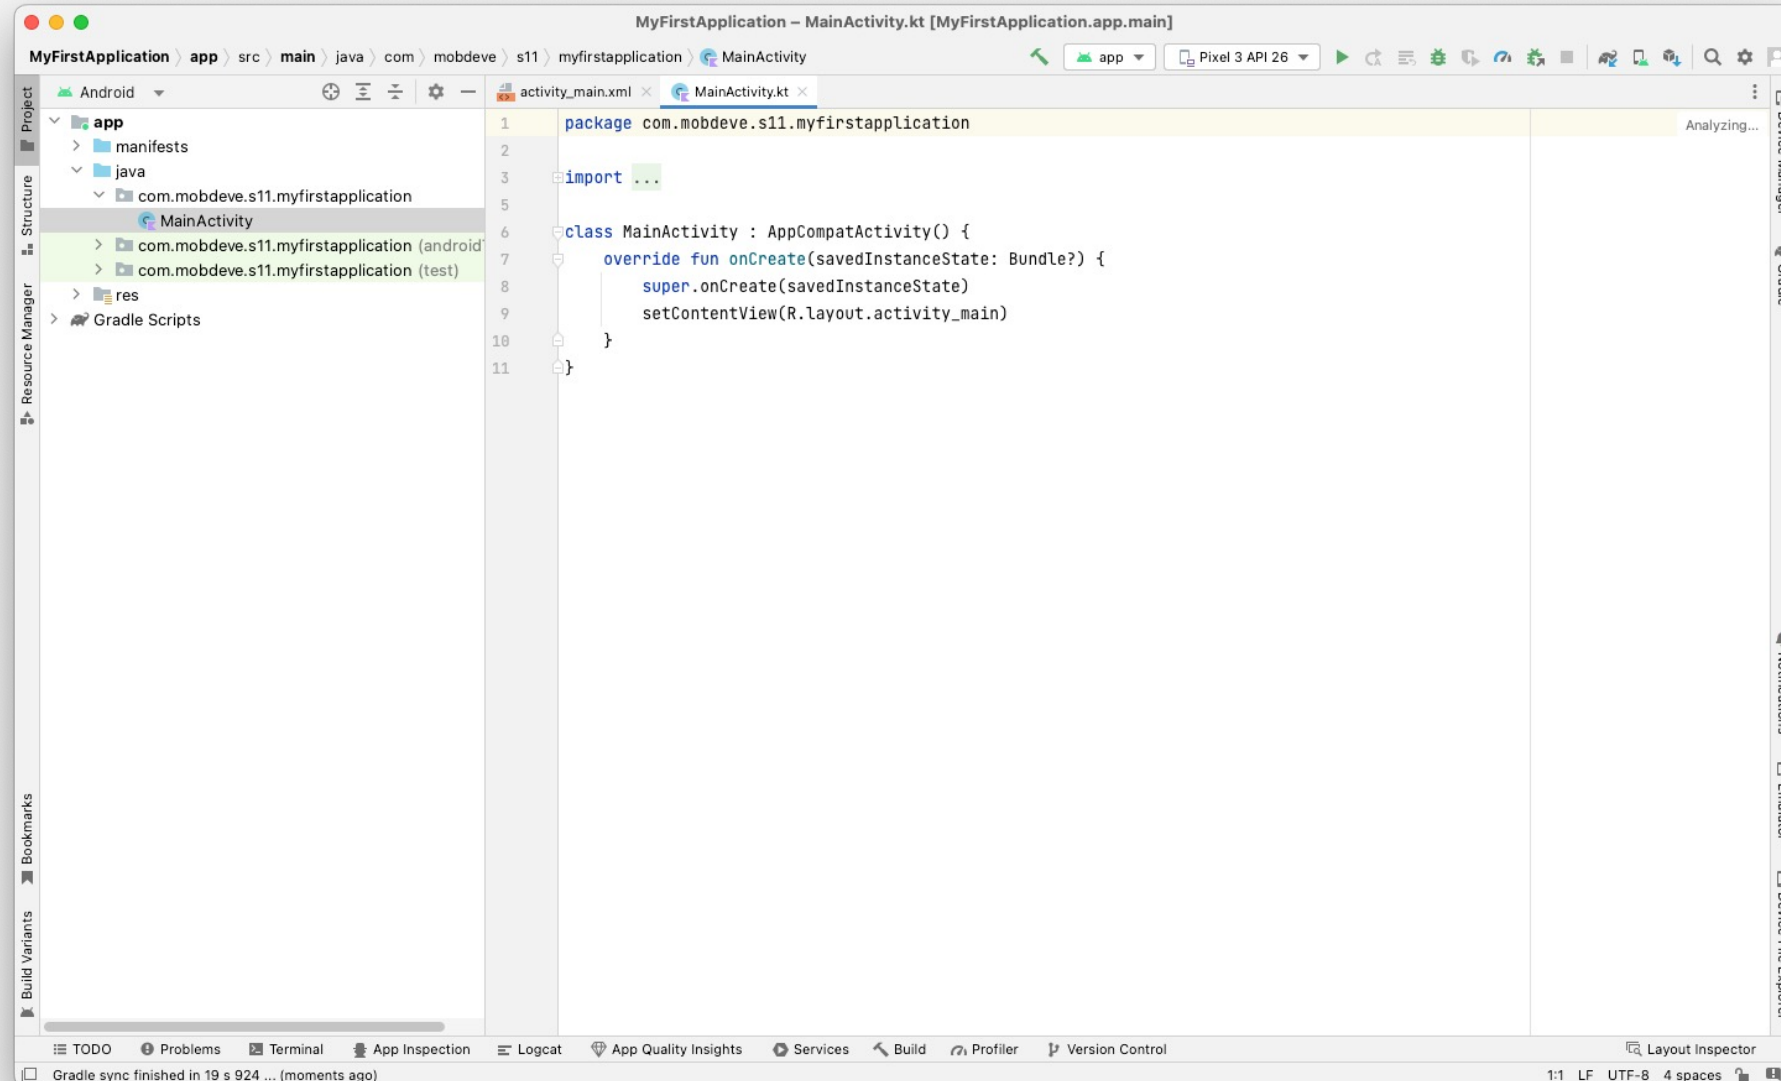 MyFirstApplication – MainActivity.kt [MyFirstApplication.app.main]
MyFirstApplication app src main java com mobdeve s11 myfirstapplication MainActivity
app Pixel 3 API 26
Project
Structure
Resource Manager
Bookmarks
Build Variants
Android
app
manifests
java
com.mobdeve.s11.myfirstapplication
MainActivity
com.mobdeve.s11.myfirstapplication (android
com.mobdeve.s11.myfirstapplication (test)
res
Gradle Scripts
activity_main.xml MainActivity.kt
1 package com.mobdeve.s11.myfirstapplication
2
3 import ...
5
6 class MainActivity : AppCompatActivity() {
7 override fun onCreate(savedInstanceState: Bundle?) {
8 super.onCreate(savedInstanceState)
9 setContentView(R.layout.activity_main)
10 }
11 }
Analyzing...
TODO Problems Terminal App Inspection Logcat App Quality Insights Services Build Profiler Version Control Layout Inspector
Gradle sync finished in 19 s 924 ... (moments ago) 1:1 LF UTF-8 4 spaces